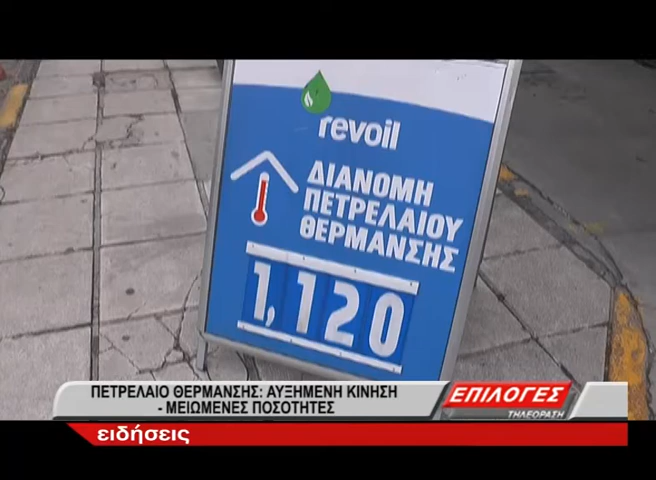 revoil
ΔΙΑΝΟΜΗ
ΠΕΤΡΕΛΑΙΟΥ
ΘΕΡΜΑΝΣΗΣ
1,120
ΠΕΤΡΕΛΑΙΟ ΘΕΡΜΑΝΣΗΣ: ΑΥΞΗΜΕΝΗ ΚΙΝΗΣΗ
- ΜΕΙΩΜΕΝΕΣ ΠΟΣΟΤΗΤΕΣ
ΕΠΙΛΟΓΕΣ
ΤΗΛΕΟΡΑΣΗ
ειδήσεις